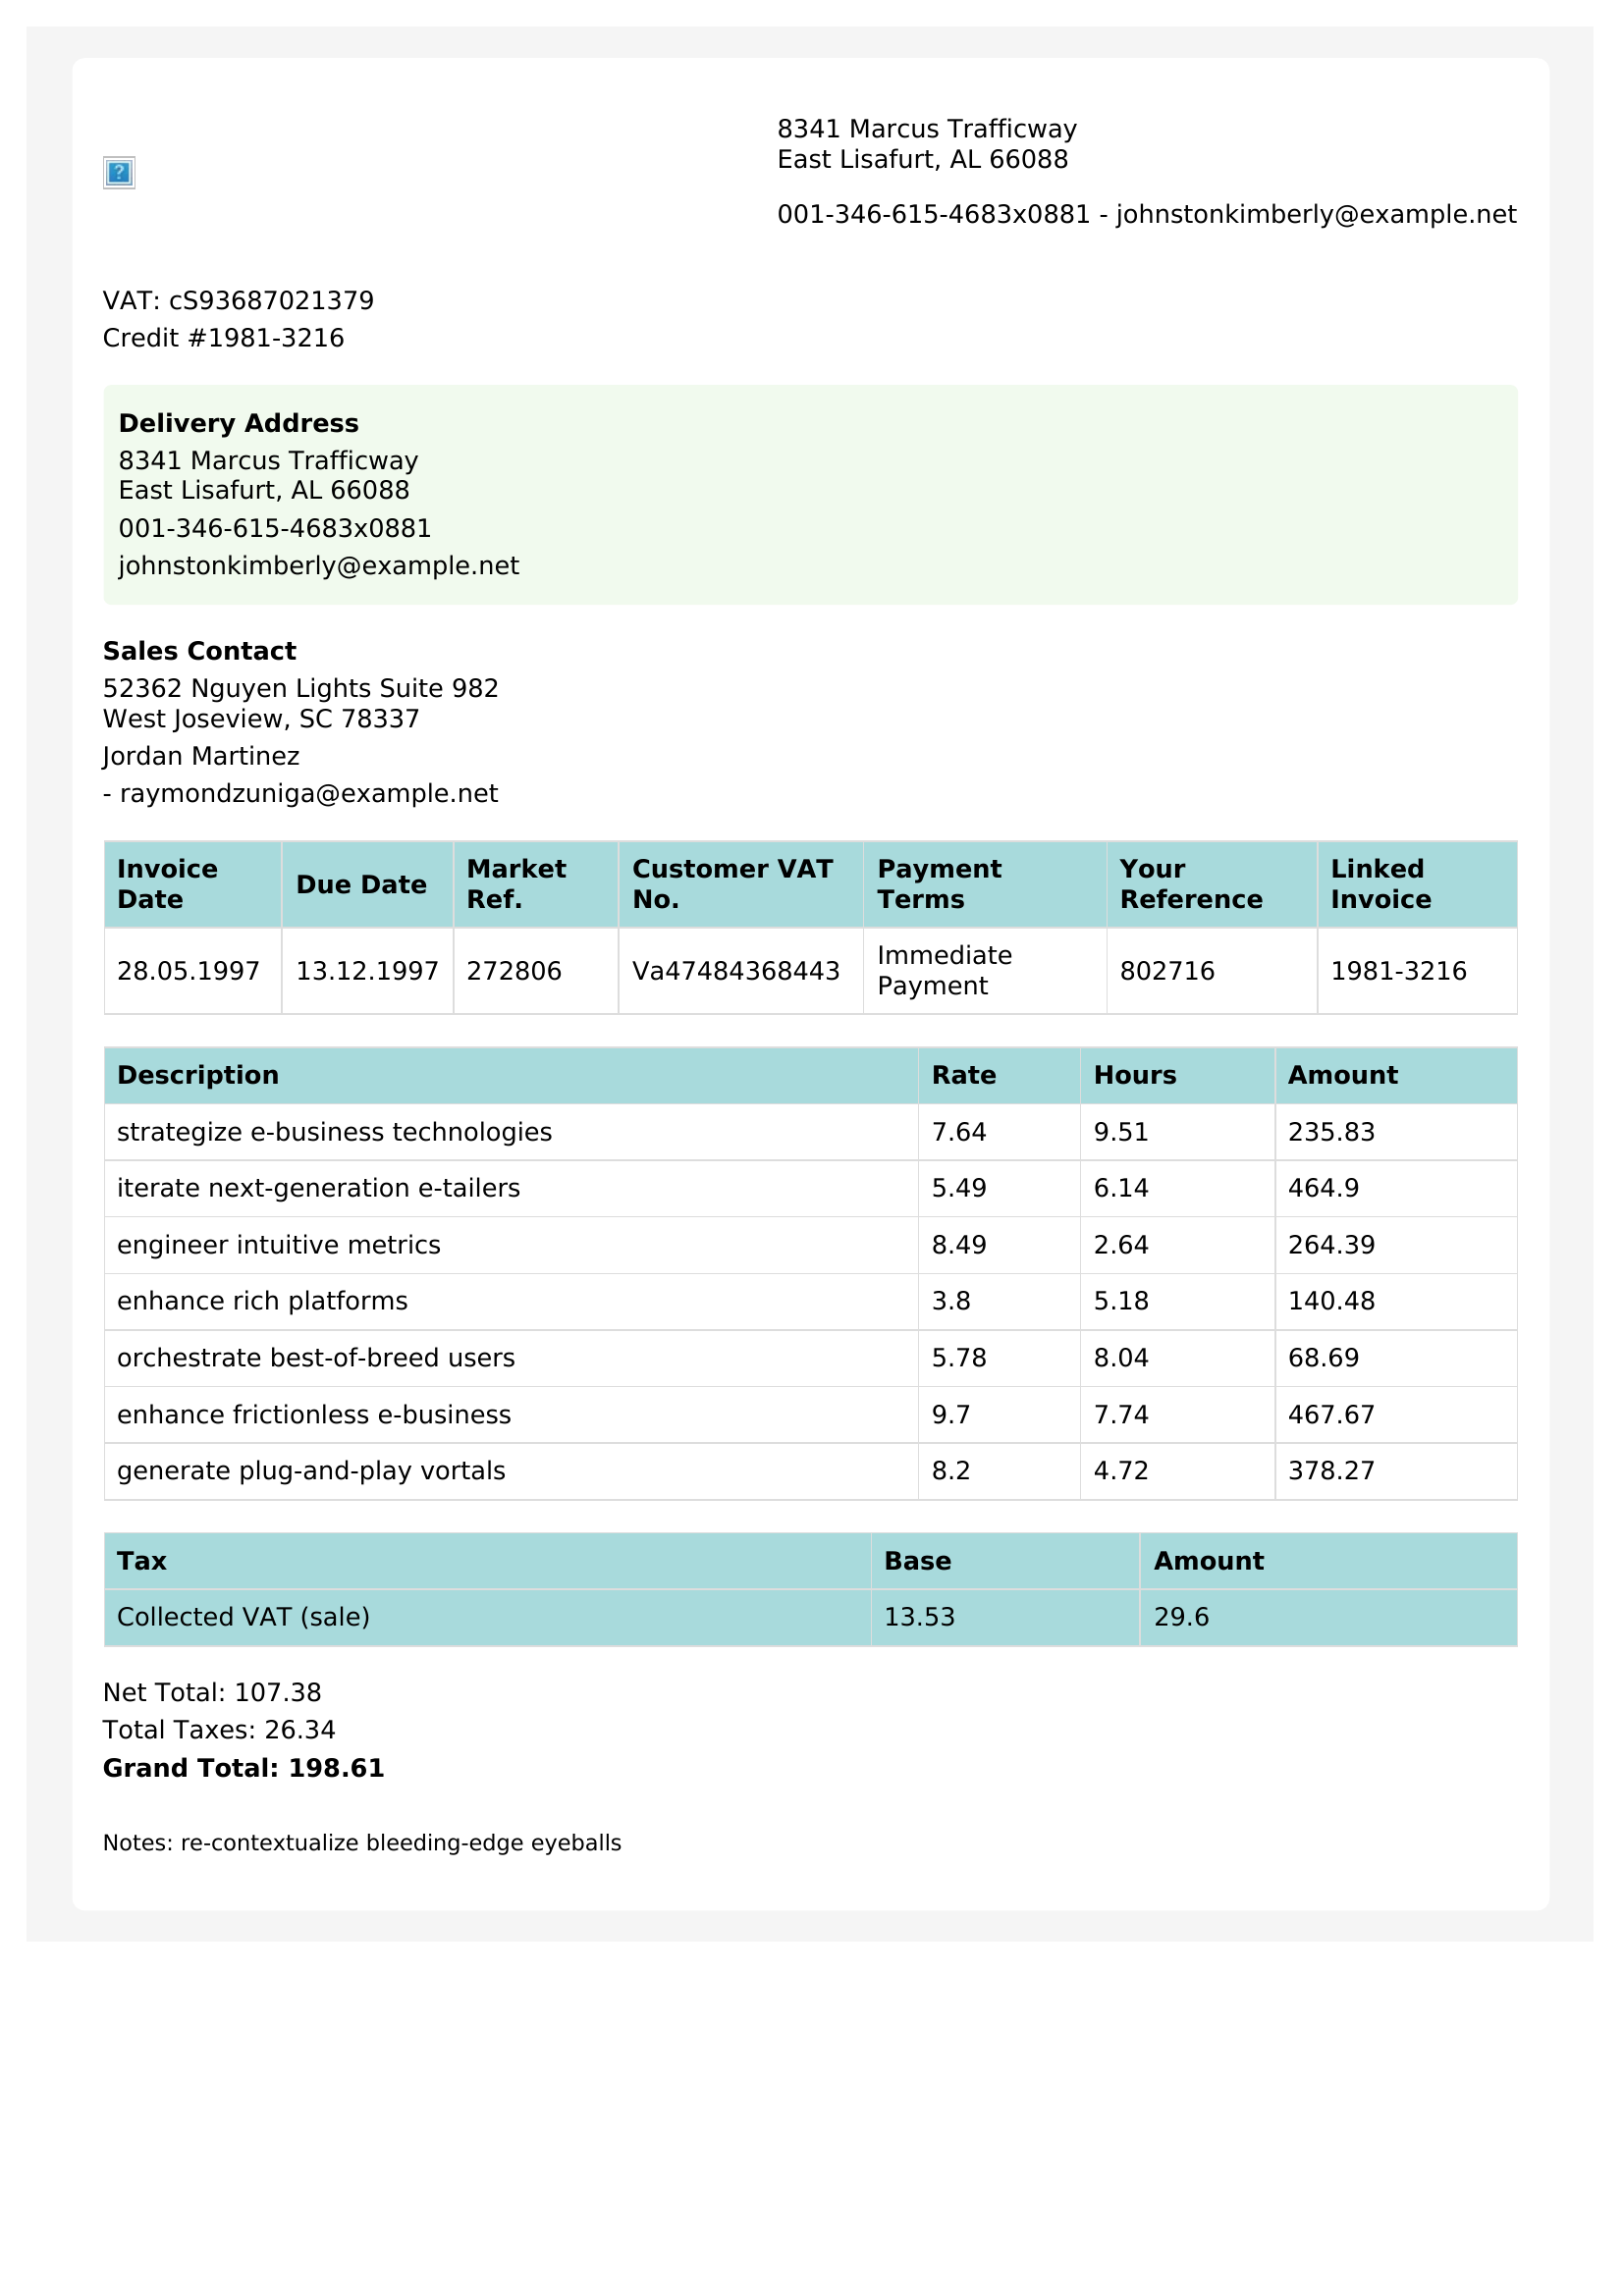 8341 Marcus Trafficway
East Lisafurt, AL 66088
001-346-615-4683x0881 - johnstonkimberly@example.net
VAT: cS93687021379
Credit #1981-3216
Delivery Address
8341 Marcus Trafficway
East Lisafurt, AL 66088
001-346-615-4683x0881
johnstonkimberly@example.net
Sales Contact
52362 Nguyen Lights Suite 982
West Joseview, SC 78337
Jordan Martinez
- raymondzuniga@example.net
Invoice Date Due Date Market Ref. Customer VAT No. Payment Terms Your Reference Linked Invoice
28.05.1997 13.12.1997 272806 Va47484368443 Immediate Payment 802716 1981-3216
Description Rate Hours Amount
strategize e-business technologies 7.64 9.51 235.83
iterate next-generation e-tailers 5.49 6.14 464.9
engineer intuitive metrics 8.49 2.64 264.39
enhance rich platforms 3.8 5.18 140.48
orchestrate best-of-breed users 5.78 8.04 68.69
enhance frictionless e-business 9.7 7.74 467.67
generate plug-and-play vortals 8.2 4.72 378.27
Tax Base Amount
Collected VAT (sale) 13.53 29.6
Net Total: 107.38
Total Taxes: 26.34
Grand Total: 198.61
Notes: re-contextualize bleeding-edge eyeballs